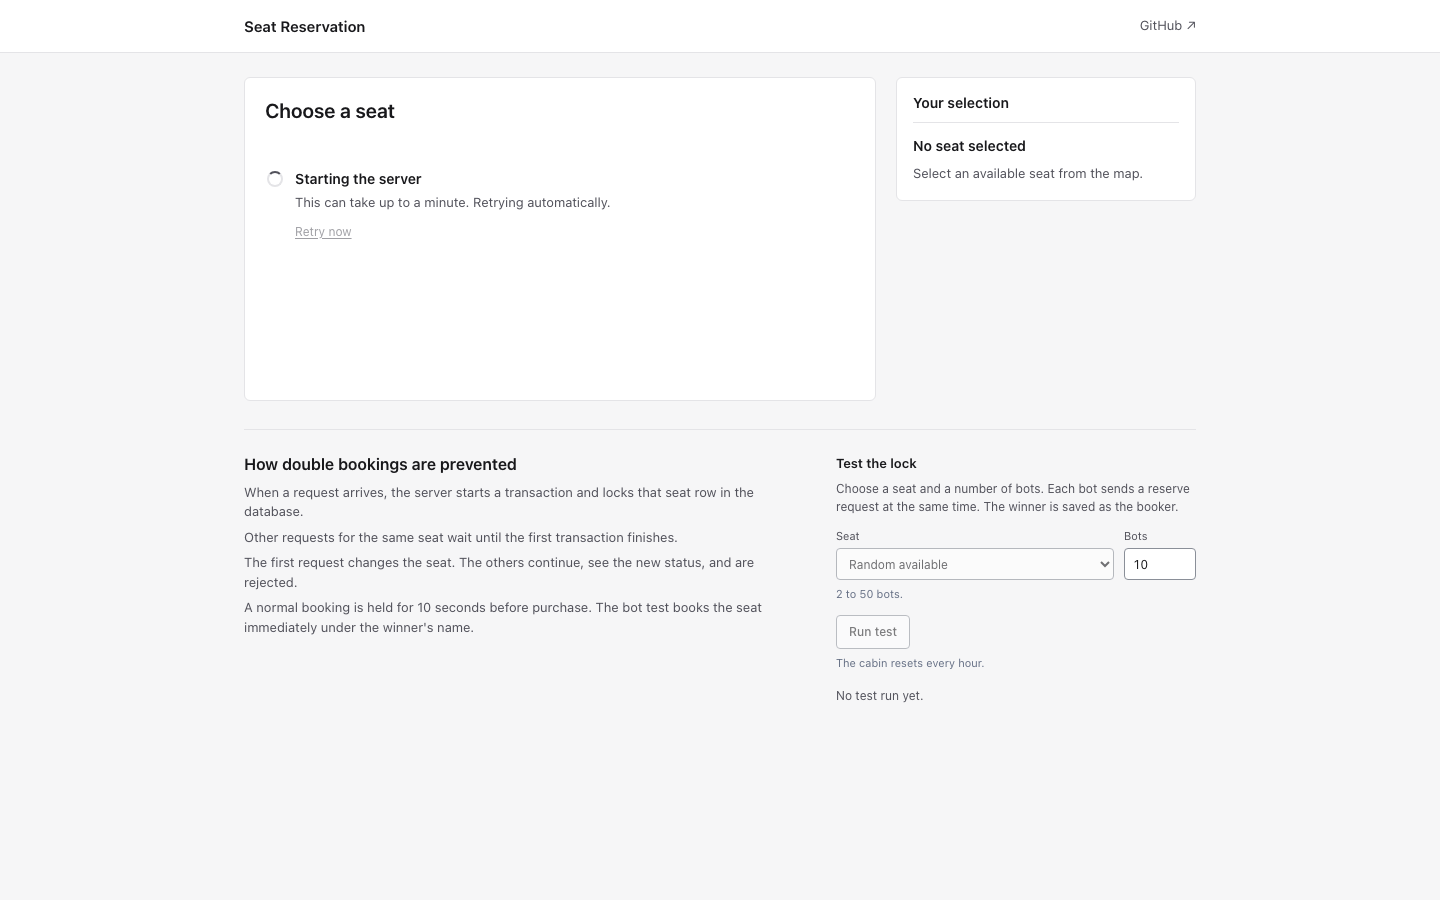 Seat Reservation
GitHub ↗
Choose a seat
Starting the server
This can take up to a minute. Retrying automatically.
Retry now
Your selection
No seat selected
Select an available seat from the map.
How double bookings are prevented
When a request arrives, the server starts a transaction and locks that seat row in the
database.
Other requests for the same seat wait until the first transaction finishes.
The first request changes the seat. The others continue, see the new status, and are
rejected.
A normal booking is held for 10 seconds before purchase. The bot test books the seat
immediately under the winner's name.
Test the lock
Choose a seat and a number of bots. Each bot sends a reserve
request at the same time. The winner is saved as the booker.
Seat
Bots
Random available
10
2 to 50 bots.
Run test
The cabin resets every hour.
No test run yet.